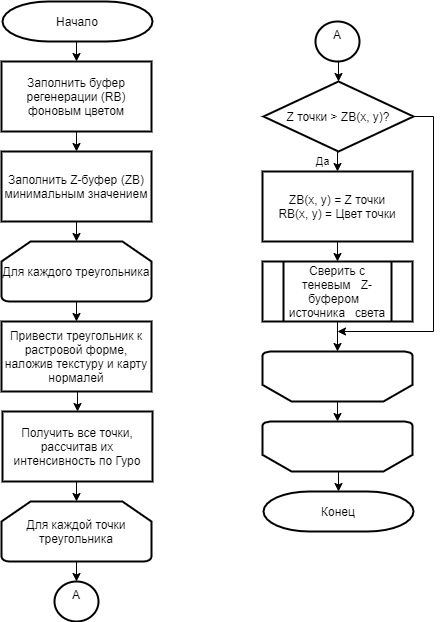 Начало
Заполнить буфер
регенерации (RB)
фоновым цветом
Заполнить Z-буфер (ZB)
минимальным значением
Для каждого треугольника
Привести треугольник к
растровой форме,
наложив текстуру и карту
нормалей
Получить все точки,
рассчитав их
интенсивность по Гуро
Для каждой точки
треугольника
А
А
Z точки > ZB(x, y)?
Да
ZB(x, y) = Z точки
RB(x, y) = Цвет точки
Сверить с
теневым Z-
буфером
источника света
Конец